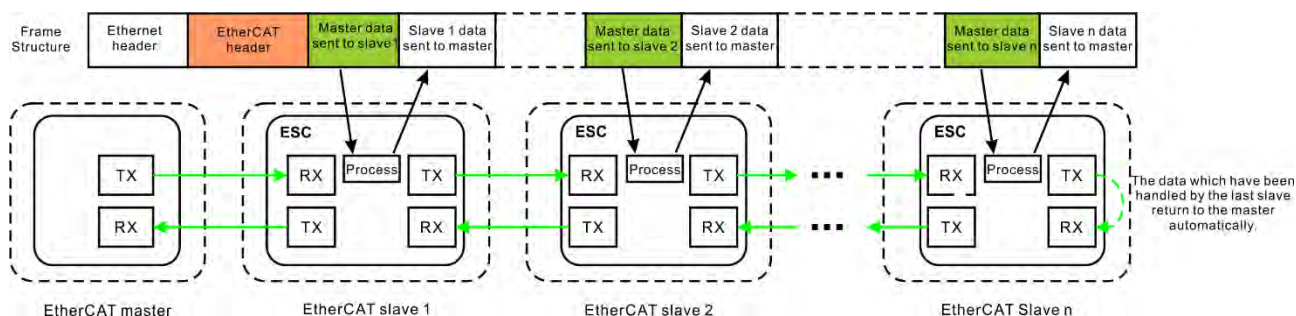 Frame
Structure
Ethernet
header
EtherCAT
header
Master data
sent to slave 1
Slave 1 data
sent to master
Master data
sent to slave 2
Slave 2 data
sent to master
Master data
sent to slave n
Slave n data
sent to master
TX
RX
ESC
RX
Process
TX
TX
RX
ESC
RX
Process
TX
TX
RX
ESC
RX
Process
TX
TX
RX
The data which have been
handled by the last slave
return to the master
automatically.
EtherCAT master
EtherCAT slave 1
EtherCAT slave 2
EtherCAT Slave n